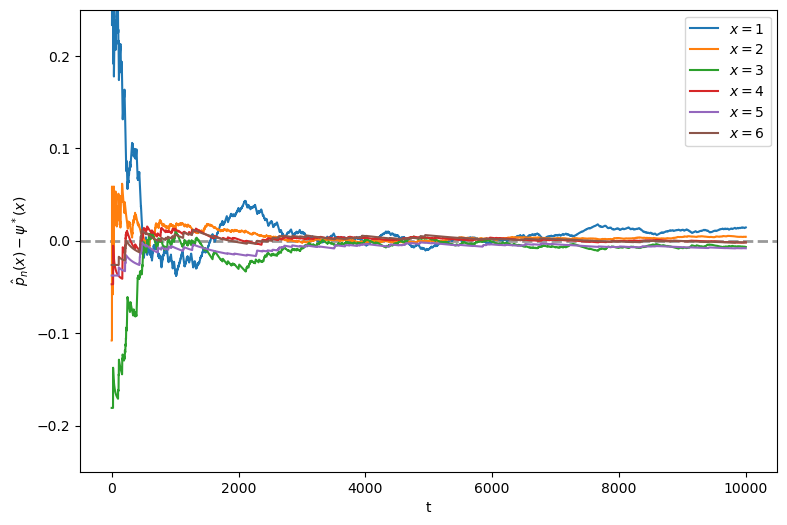 x = 1
x = 2
x = 3
x = 4
x = 5
x = 6
0.2
0.1
0.0
−0.1
−0.2
p̂ₙ(x) − ψ*(x)
0 2000 4000 6000 8000 10000
t